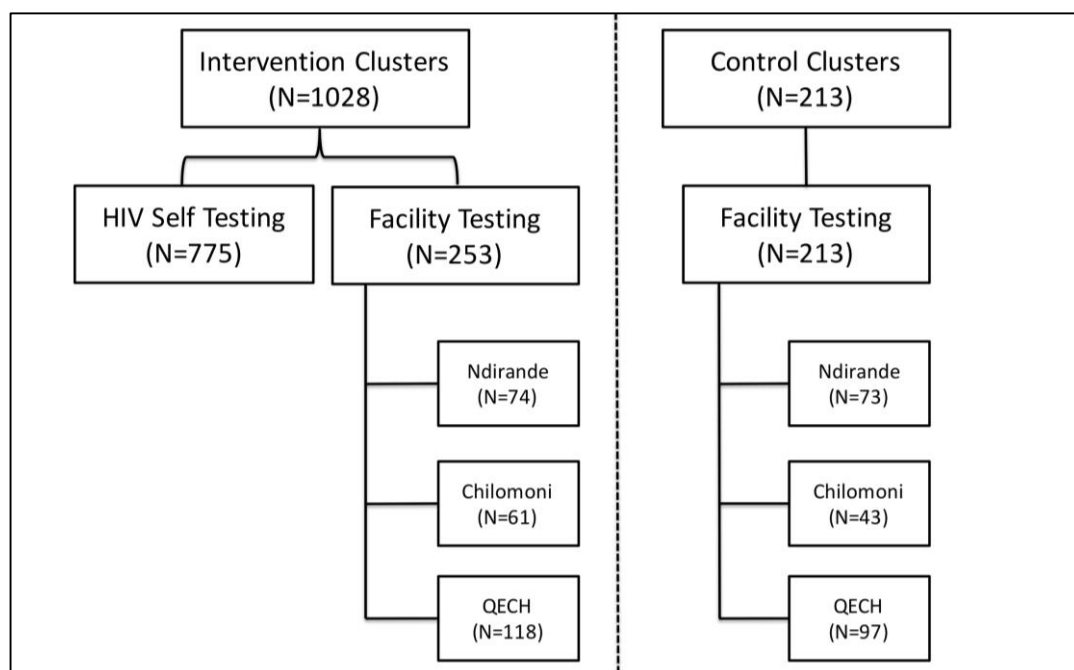 Intervention Clusters
(N=1028)
HIV Self Testing
(N=775)
Facility Testing
(N=253)
Ndirande
(N=74)
Chilomoni
(N=61)
QECH
(N=118)
Control Clusters
(N=213)
Facility Testing
(N=213)
Ndirande
(N=73)
Chilomoni
(N=43)
QECH
(N=97)